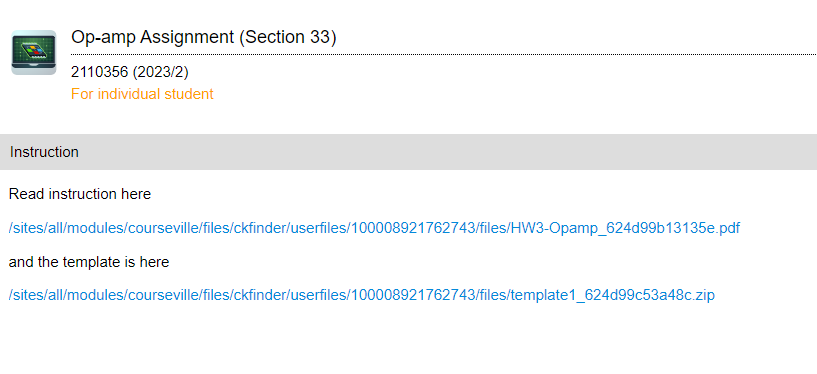 Op-amp Assignment (Section 33)
2110356 (2023/2)
For individual student
Instruction
Read instruction here
/sites/all/modules/courseville/files/ckfinder/userfiles/100008921762743/files/HW3-Opamp_624d99b13135e.pdf
and the template is here
/sites/all/modules/courseville/files/ckfinder/userfiles/100008921762743/files/template1_624d99c53a48c.zip